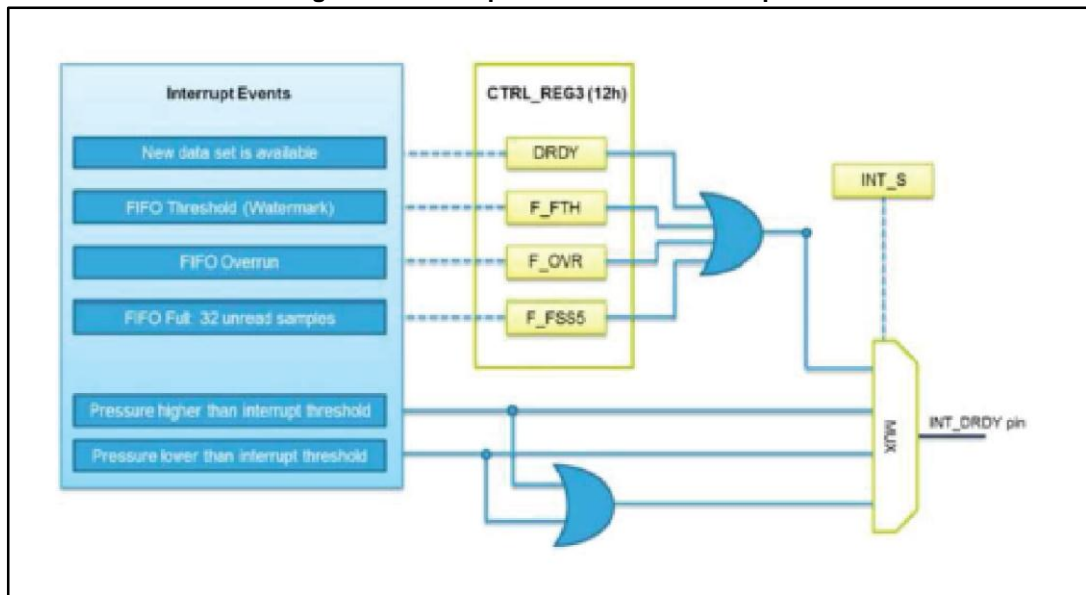 Interrupt Events
CTRL_REG3 (12h)
New data set is available
DRDY
INT_S
FIFO Threshold (Watermark)
F_FTH
FIFO Overrun
F_OVR
FIFO Full: 32 unread samples
F_FSS5
Pressure higher than interrupt threshold
INT_DRDY pin
MUX
Pressure lower than interrupt threshold